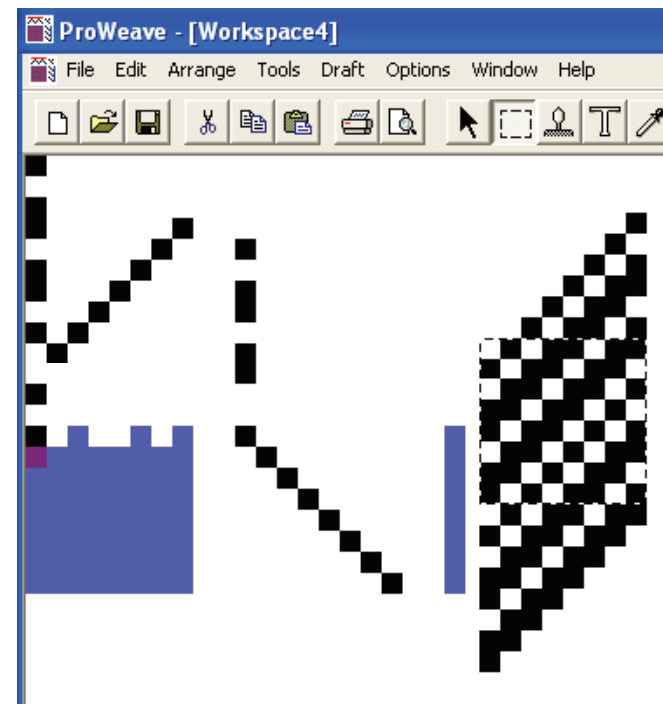 ProWeave - [Workspace4]
File Edit Arrange Tools Draft Options Window Help
T